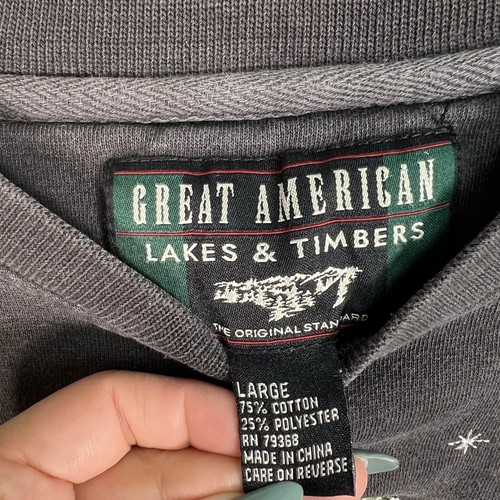 GREAT AMERICAN
LAKES & TIMBERS
THE ORIGINAL STANDARD
LARGE
75% COTTON
25% POLYESTER
RN 79368
MADE IN CHINA
CARE ON REVERSE